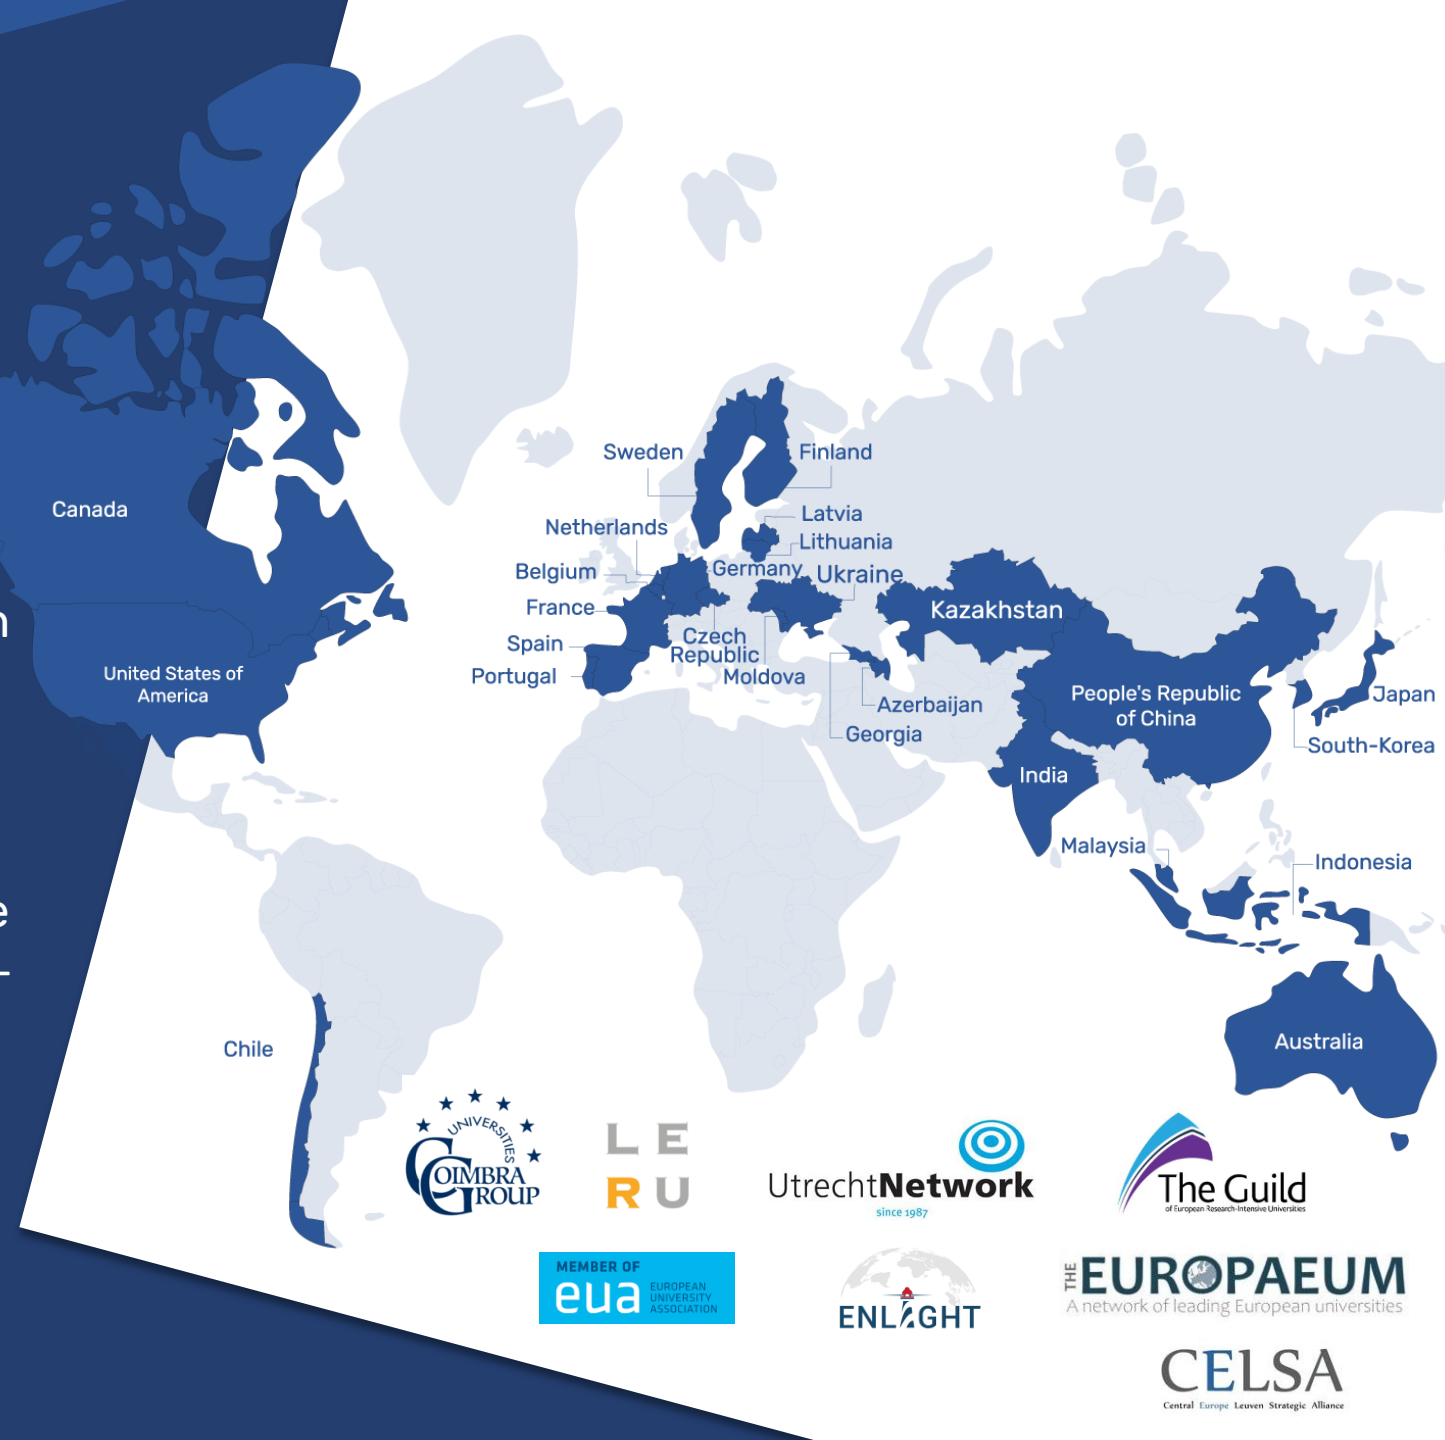 Canada
United States of
America
Chile
Sweden
Finland
Netherlands
Latvia
Lithuania
Belgium
Germany
Ukraine
France
Spain
Czech
Republic
Portugal
Moldova
Azerbaijan
Georgia
Kazakhstan
People's Republic
of China
Japan
South-Korea
India
Malaysia
Indonesia
Australia
UNIVERSITIES
COIMBRA
GROUP
LE
RU
UtrechtNetwork
since 1987
The Guild
of European Research-Intensive Universities
MEMBER OF
eua EUROPEAN
UNIVERSITY
ASSOCIATION
ENLIGHT
THE EUROPAEUM
A network of leading European universities
CELSA
Central Europe Leuven Strategic Alliance